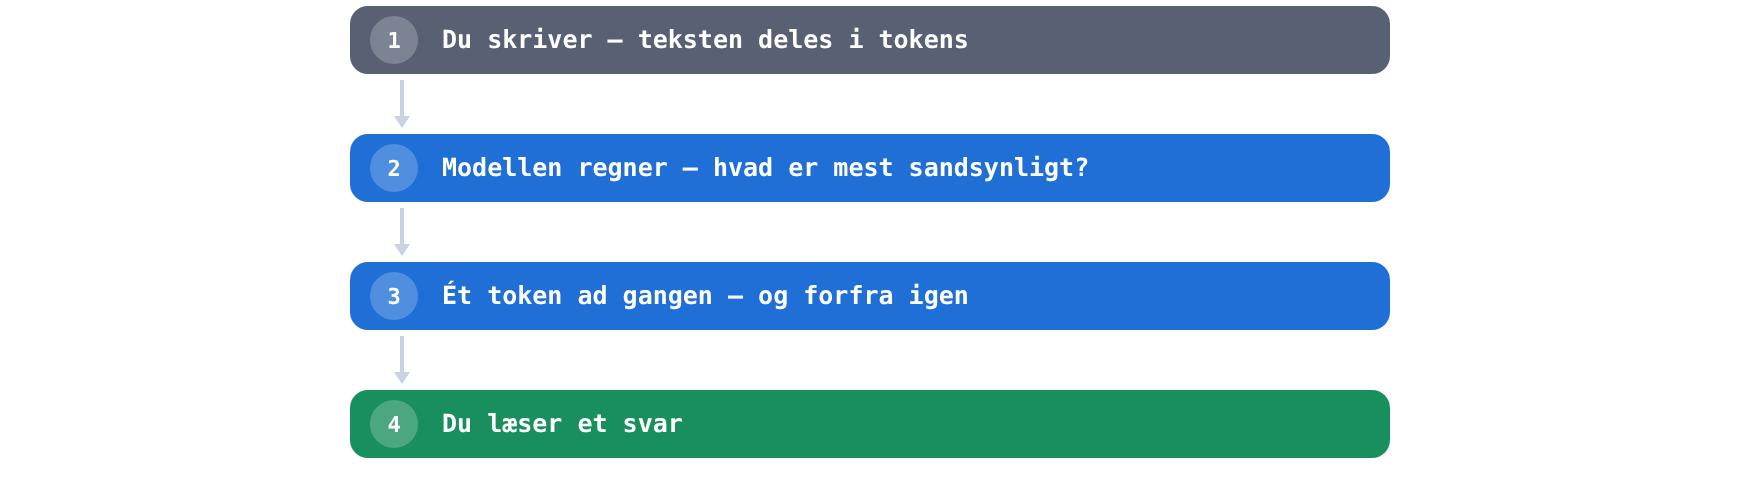 1 Du skriver — teksten deles i tokens
2 Modellen regner — hvad er mest sandsynligt?
3 Ét token ad gangen — og forfra igen
4 Du læser et svar